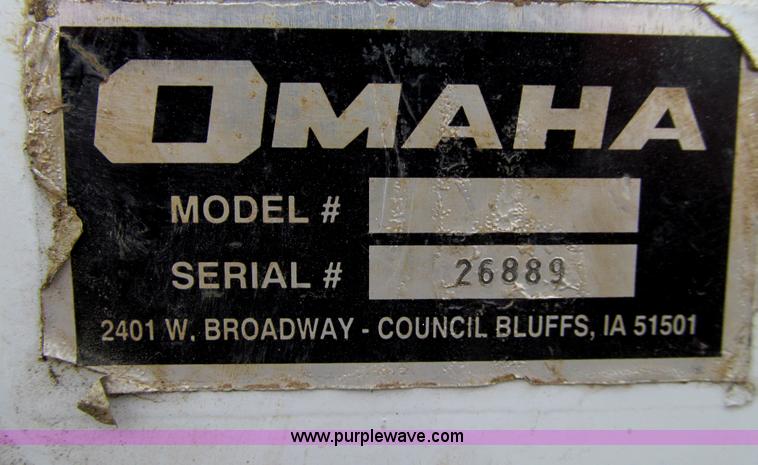 OMAHA
MODEL #
SERIAL # 26889
2401 W. BROADWAY - COUNCIL BLUFFS, IA 51501
www.purplewave.com